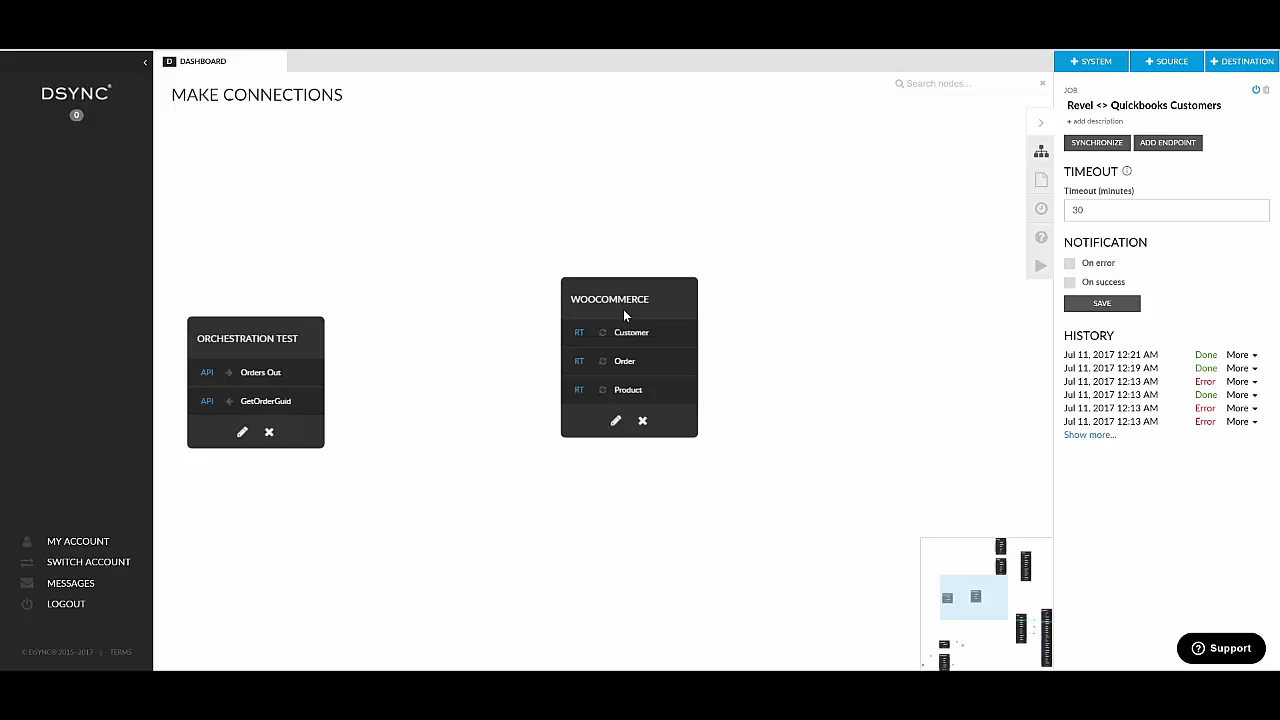 D DASHBOARD
MAKE CONNECTIONS
Search nodes...
DSYNC
0
ORCHESTRATION TEST
API Orders Out
API GetOrderGuid
WOOCOMMERCE
RT Customer
RT Order
RT Product
MY ACCOUNT
SWITCH ACCOUNT
MESSAGES
LOGOUT
© DSYNC® 2015-2017 | TERMS
+ SYSTEM
+ SOURCE
+ DESTINATION
JOB
Revel <> Quickbooks Customers
+ add description
SYNCHRONIZE ADD ENDPOINT
TIMEOUT
Timeout (minutes)
30
NOTIFICATION
On error
On success
SAVE
HISTORY
Jul 11, 2017 12:21 AM Done More
Jul 11, 2017 12:19 AM Done More
Jul 11, 2017 12:13 AM Error More
Jul 11, 2017 12:13 AM Done More
Jul 11, 2017 12:13 AM Error More
Jul 11, 2017 12:13 AM Error More
Show more...
Support